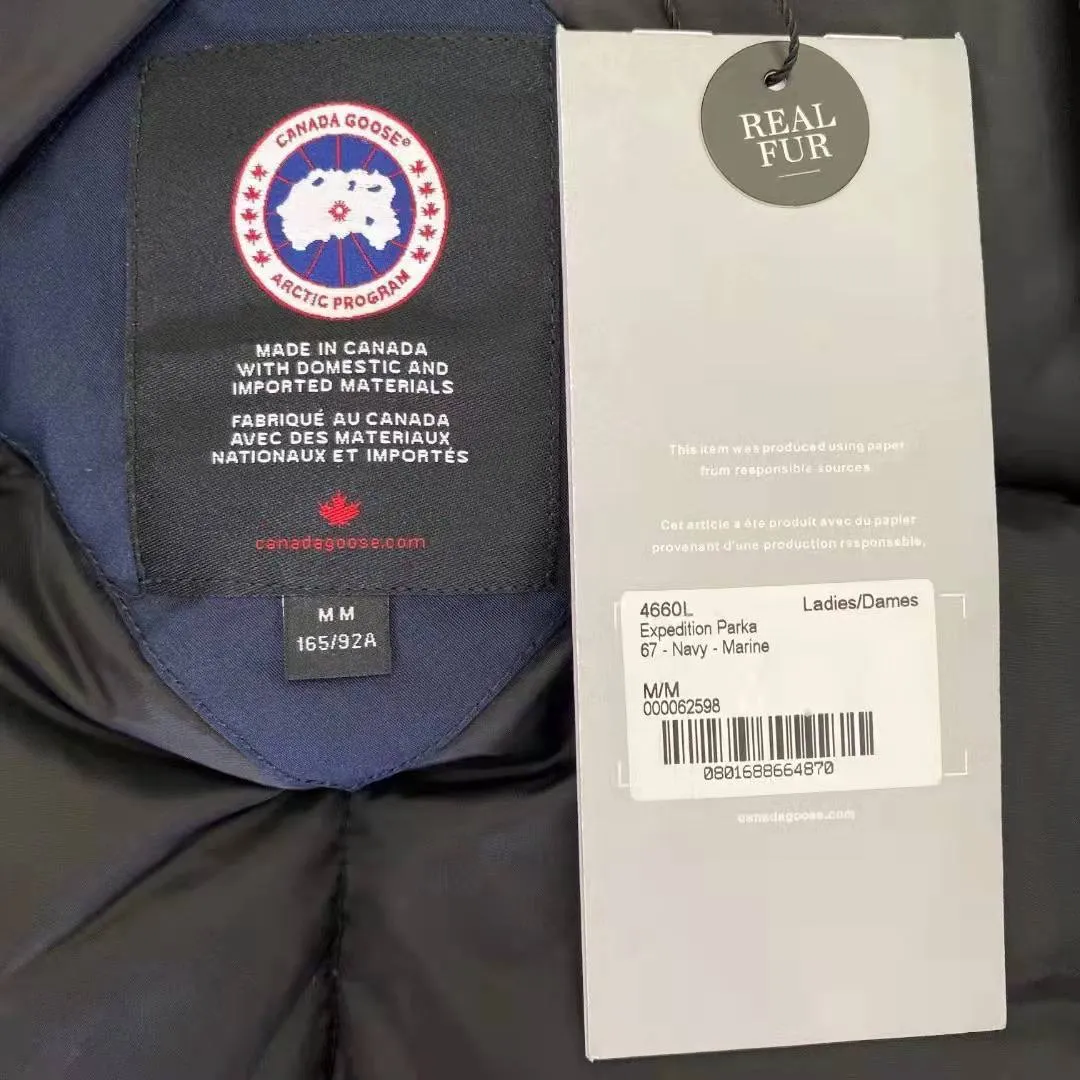 CANADA GOOSE®
ARCTIC PROGRAM
MADE IN CANADA
WITH DOMESTIC AND
IMPORTED MATERIALS
FABRIQUÉ AU CANADA
AVEC DES MATERIAUX
NATIONAUX ET IMPORTÉS
canadagoose.com
M M
165/92A
REAL
FUR
This item was produced using paper
from responsible sources.
Cet article a été produit avec du papier
provenant d'une production responsable.
4660L Ladies/Dames
Expedition Parka
67 - Navy - Marine
M/M
000062598
0801688664870
canadagoose.com